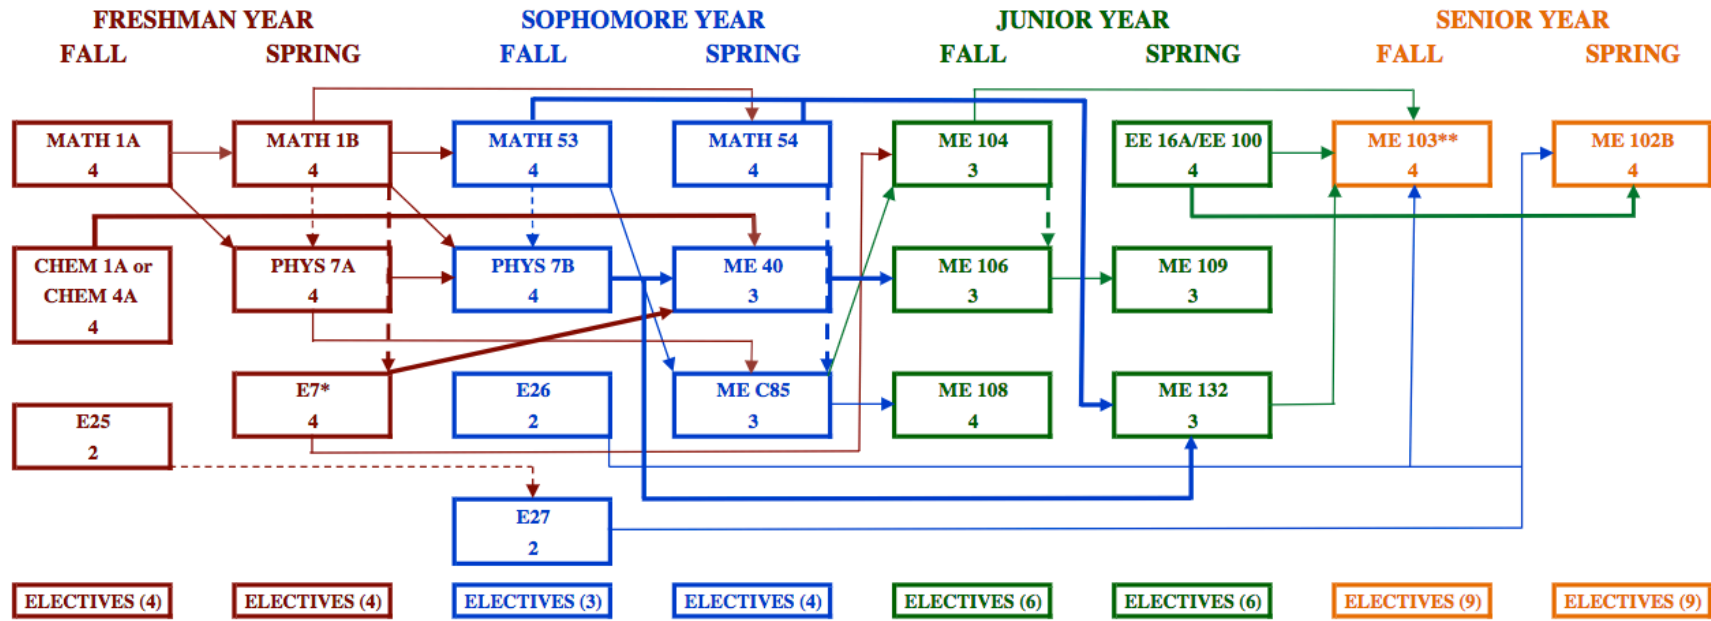 FRESHMAN YEAR
SOPHOMORE YEAR
JUNIOR YEAR
SENIOR YEAR
FALL
SPRING
FALL
SPRING
FALL
SPRING
FALL
SPRING
MATH 1A
4
MATH 1B
4
MATH 53
4
MATH 54
4
ME 104
3
EE 16A/EE 100
4
ME 103**
4
ME 102B
4
CHEM 1A or
CHEM 4A
4
PHYS 7A
4
PHYS 7B
4
ME 40
3
ME 106
3
ME 109
3
E25
2
E7*
4
E26
2
ME C85
3
ME 108
4
ME 132
3
E27
2
ELECTIVES (4)
ELECTIVES (4)
ELECTIVES (3)
ELECTIVES (4)
ELECTIVES (6)
ELECTIVES (6)
ELECTIVES (9)
ELECTIVES (9)